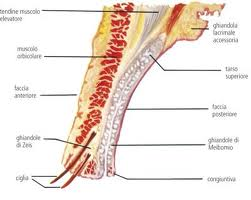 tendine muscolo
elevatore
muscolo
orbicolare
faccia
anteriore
ghiandole
di Zeis
ciglia
ghiandola
lacrimale
accessoria
tarso
superiore
faccia
posteriore
ghiandole di
Meibomio
congiuntiva